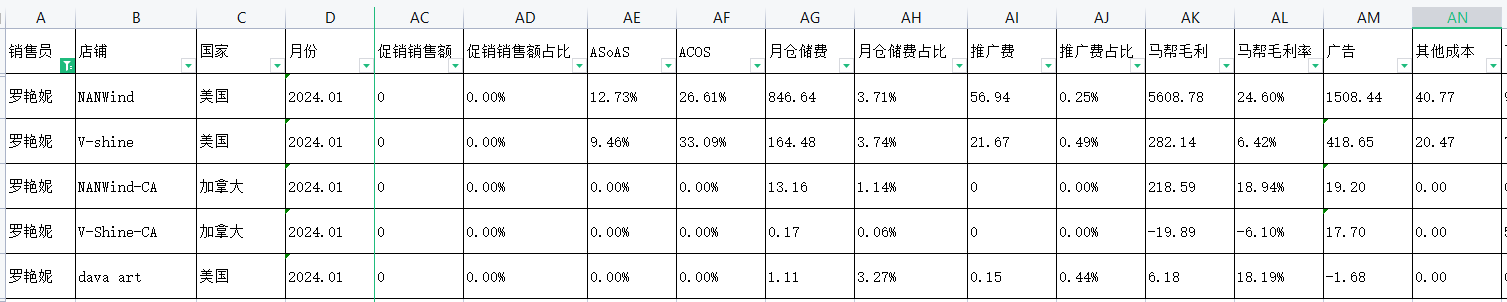 A B C D AC AD AE AF AG AH AI AJ AK AL AM AN
销售员 店铺 国家 月份 促销销售额 促销销售额占比 ASoAS ACOS 月仓储费 月仓储费占比 推广费 推广费占比 马帮毛利 马帮毛利率 广告 其他成本
罗艳妮 NANWind 美国 2024.01 0 0.00% 12.73% 26.61% 846.64 3.71% 56.94 0.25% 5608.78 24.60% 1508.44 40.77
罗艳妮 V-shine 美国 2024.01 0 0.00% 9.46% 33.09% 164.48 3.74% 21.67 0.49% 282.14 6.42% 418.65 20.47
罗艳妮 NANWind-CA 加拿大 2024.01 0 0.00% 0.00% 0.00% 13.16 1.14% 0 0.00% 218.59 18.94% 19.20 0.00
罗艳妮 V-Shine-CA 加拿大 2024.01 0 0.00% 0.00% 0.00% 0.17 0.06% 0 0.00% -19.89 -6.10% 17.70 0.00
罗艳妮 dava art 美国 2024.01 0 0.00% 0.00% 0.00% 1.11 3.27% 0.15 0.44% 6.18 18.19% -1.68 0.00